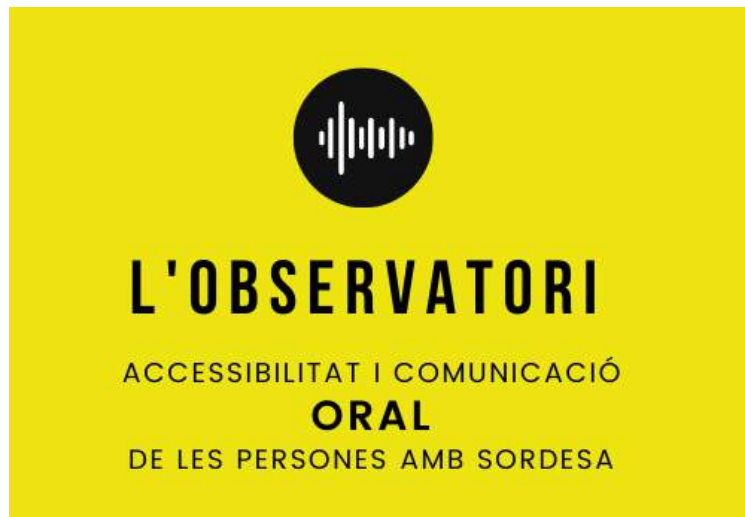 L'OBSERVATORI
ACCESSIBILITAT I COMUNICACIÓ
ORAL
DE LES PERSONES AMB SORDESA